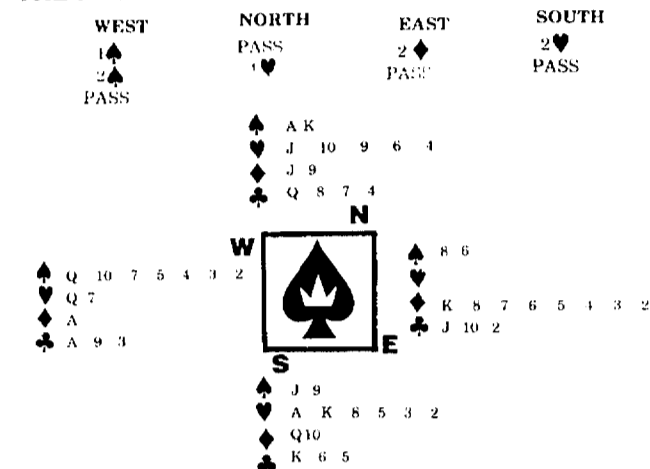 WEST NORTH EAST SOUTH
1♠ PASS 2♦ 2♥
2♠ ♥ PASS PASS
PASS
♠ A K
♥ J 10 9 6 4
♦ J 9
♣ Q 8 7 4
N
W
♠ Q 10 7 5 4 3 2
♥ Q 7
♦ A
♣ A 9 3
♠ 8 6
♥
♦ K 8 7 6 5 4 3 2
♣ J 10 2
S E
♠ J 9
♥ A K 8 5 3 2
♦ Q10
♣ K 6 5